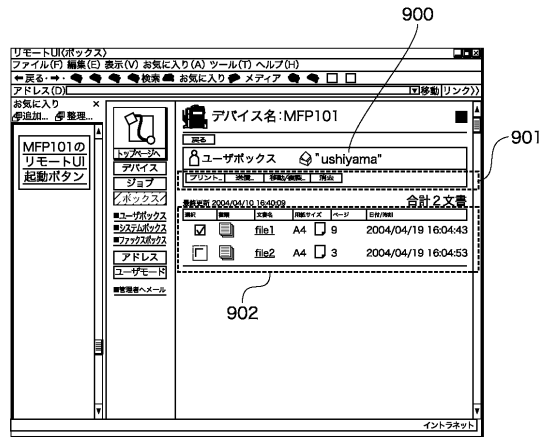 900
リモートUI(ボックス)
ファイル(F) 編集(E) 表示(V) お気に入り(A) ツール(T) ヘルプ(H)
戻る 検索 お気に入り メディア
アドレス(D) 移動 リンク》
お気に入り ×
追加... 整理...
MFP101の
リモートUI
起動ボタン
トップページへ
デバイス
ジョブ
ボックス
■ユーザボックス
■システムボックス
■ファックスボックス
アドレス
ユーザモード
■管理者へメール
デバイス名:MFP101
戻る
ユーザボックス "ushiyama"
901
プリント... 送信... 移動/複製... 消去
最終更新 2004/04/10 16:40:09 合計2文書
選択 種類 文書名 用紙サイズ ページ 日付/時刻
file1 A4 9 2004/04/19 16:04:43
file2 A4 3 2004/04/19 16:04:53
902
イントラネット